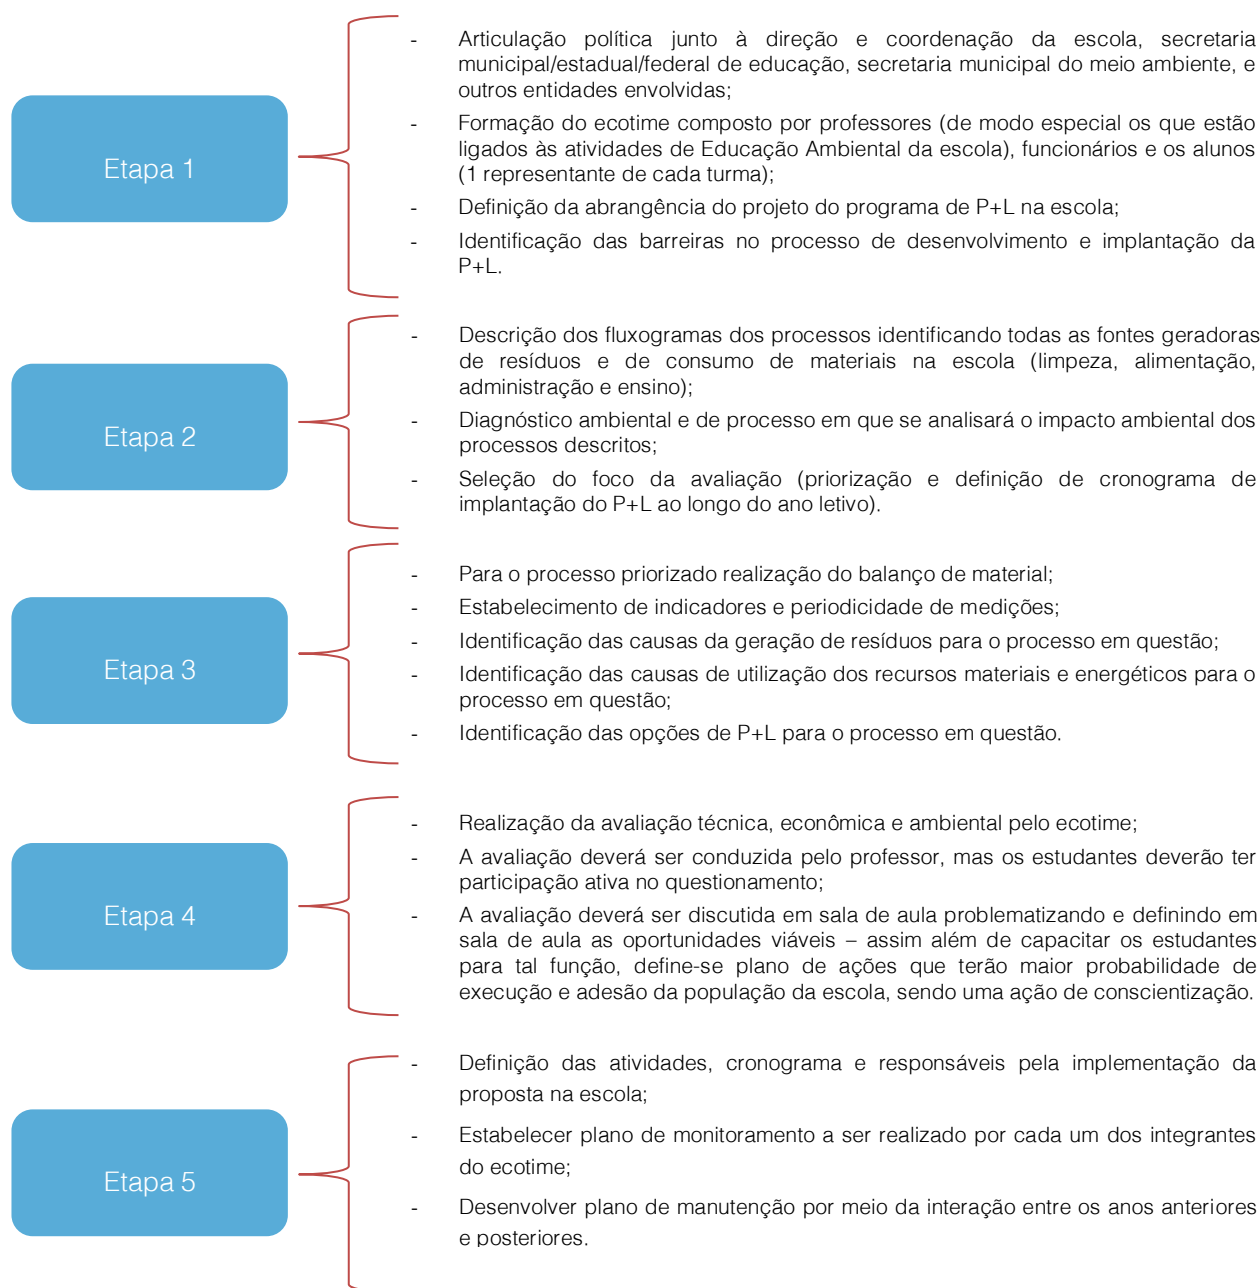 Etapa 1
- Articulação política junto à direção e coordenação da escola, secretaria
municipal/estadual/federal de educação, secretaria municipal do meio ambiente, e
outros entidades envolvidas;
- Formação do ecotime composto por professores (de modo especial os que estão
ligados às atividades de Educação Ambiental da escola), funcionários e os alunos
(1 representante de cada turma);
- Definição da abrangência do projeto do programa de P+L na escola;
- Identificação das barreiras no processo de desenvolvimento e implantação da
P+L.
Etapa 2
- Descrição dos fluxogramas dos processos identificando todas as fontes geradoras
de resíduos e de consumo de materiais na escola (limpeza, alimentação,
administração e ensino);
- Diagnóstico ambiental e de processo em que se analisará o impacto ambiental dos
processos descritos;
- Seleção do foco da avaliação (priorização e definição de cronograma de
implantação do P+L ao longo do ano letivo).
Etapa 3
- Para o processo priorizado realização do balanço de material;
- Estabelecimento de indicadores e periodicidade de medições;
- Identificação das causas da geração de resíduos para o processo em questão;
- Identificação das causas de utilização dos recursos materiais e energéticos para o
processo em questão;
- Identificação das opções de P+L para o processo em questão.
Etapa 4
- Realização da avaliação técnica, econômica e ambiental pelo ecotime;
- A avaliação deverá ser conduzida pelo professor, mas os estudantes deverão ter
participação ativa no questionamento;
- A avaliação deverá ser discutida em sala de aula problematizando e definindo em
sala de aula as oportunidades viáveis – assim além de capacitar os estudantes
para tal função, define-se plano de ações que terão maior probabilidade de
execução e adesão da população da escola, sendo uma ação de conscientização.
Etapa 5
- Definição das atividades, cronograma e responsáveis pela implementação da
proposta na escola;
- Estabelecer plano de monitoramento a ser realizado por cada um dos integrantes
do ecotime;
- Desenvolver plano de manutenção por meio da interação entre os anos anteriores
e posteriores.